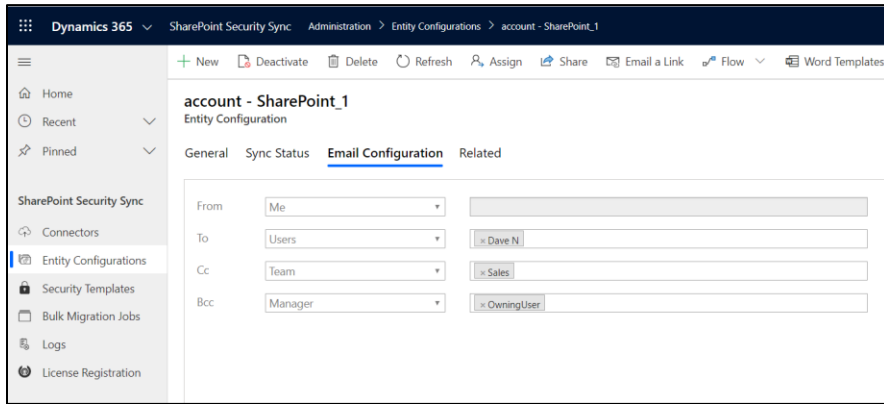 Dynamics 365 SharePoint Security Sync Administration > Entity Configurations > account - SharePoint_1
+ New Deactivate Delete Refresh Assign Share Email a Link Flow Word Templates
Home
Recent
Pinned
SharePoint Security Sync
Connectors
Entity Configurations
Security Templates
Bulk Migration Jobs
Logs
License Registration
account - SharePoint_1
Entity Configuration
General Sync Status Email Configuration Related
From Me
To Users × Dave N
Cc Team × Sales
Bcc Manager × OwningUser